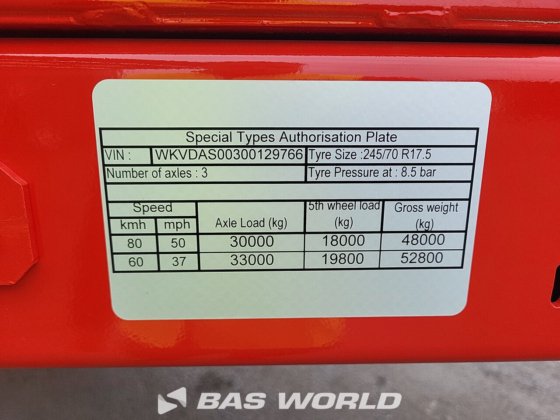 Special Types Authorisation Plate
VIN : WKVDAS00300129766 Tyre Size :245/70 R17.5
Number of axles : 3 Tyre Pressure at : 8.5 bar
Speed Axle Load (kg) 5th wheel load (kg) Gross weight (kg)
kmh mph
80 50 30000 18000 48000
60 37 33000 19800 52800
BAS WORLD